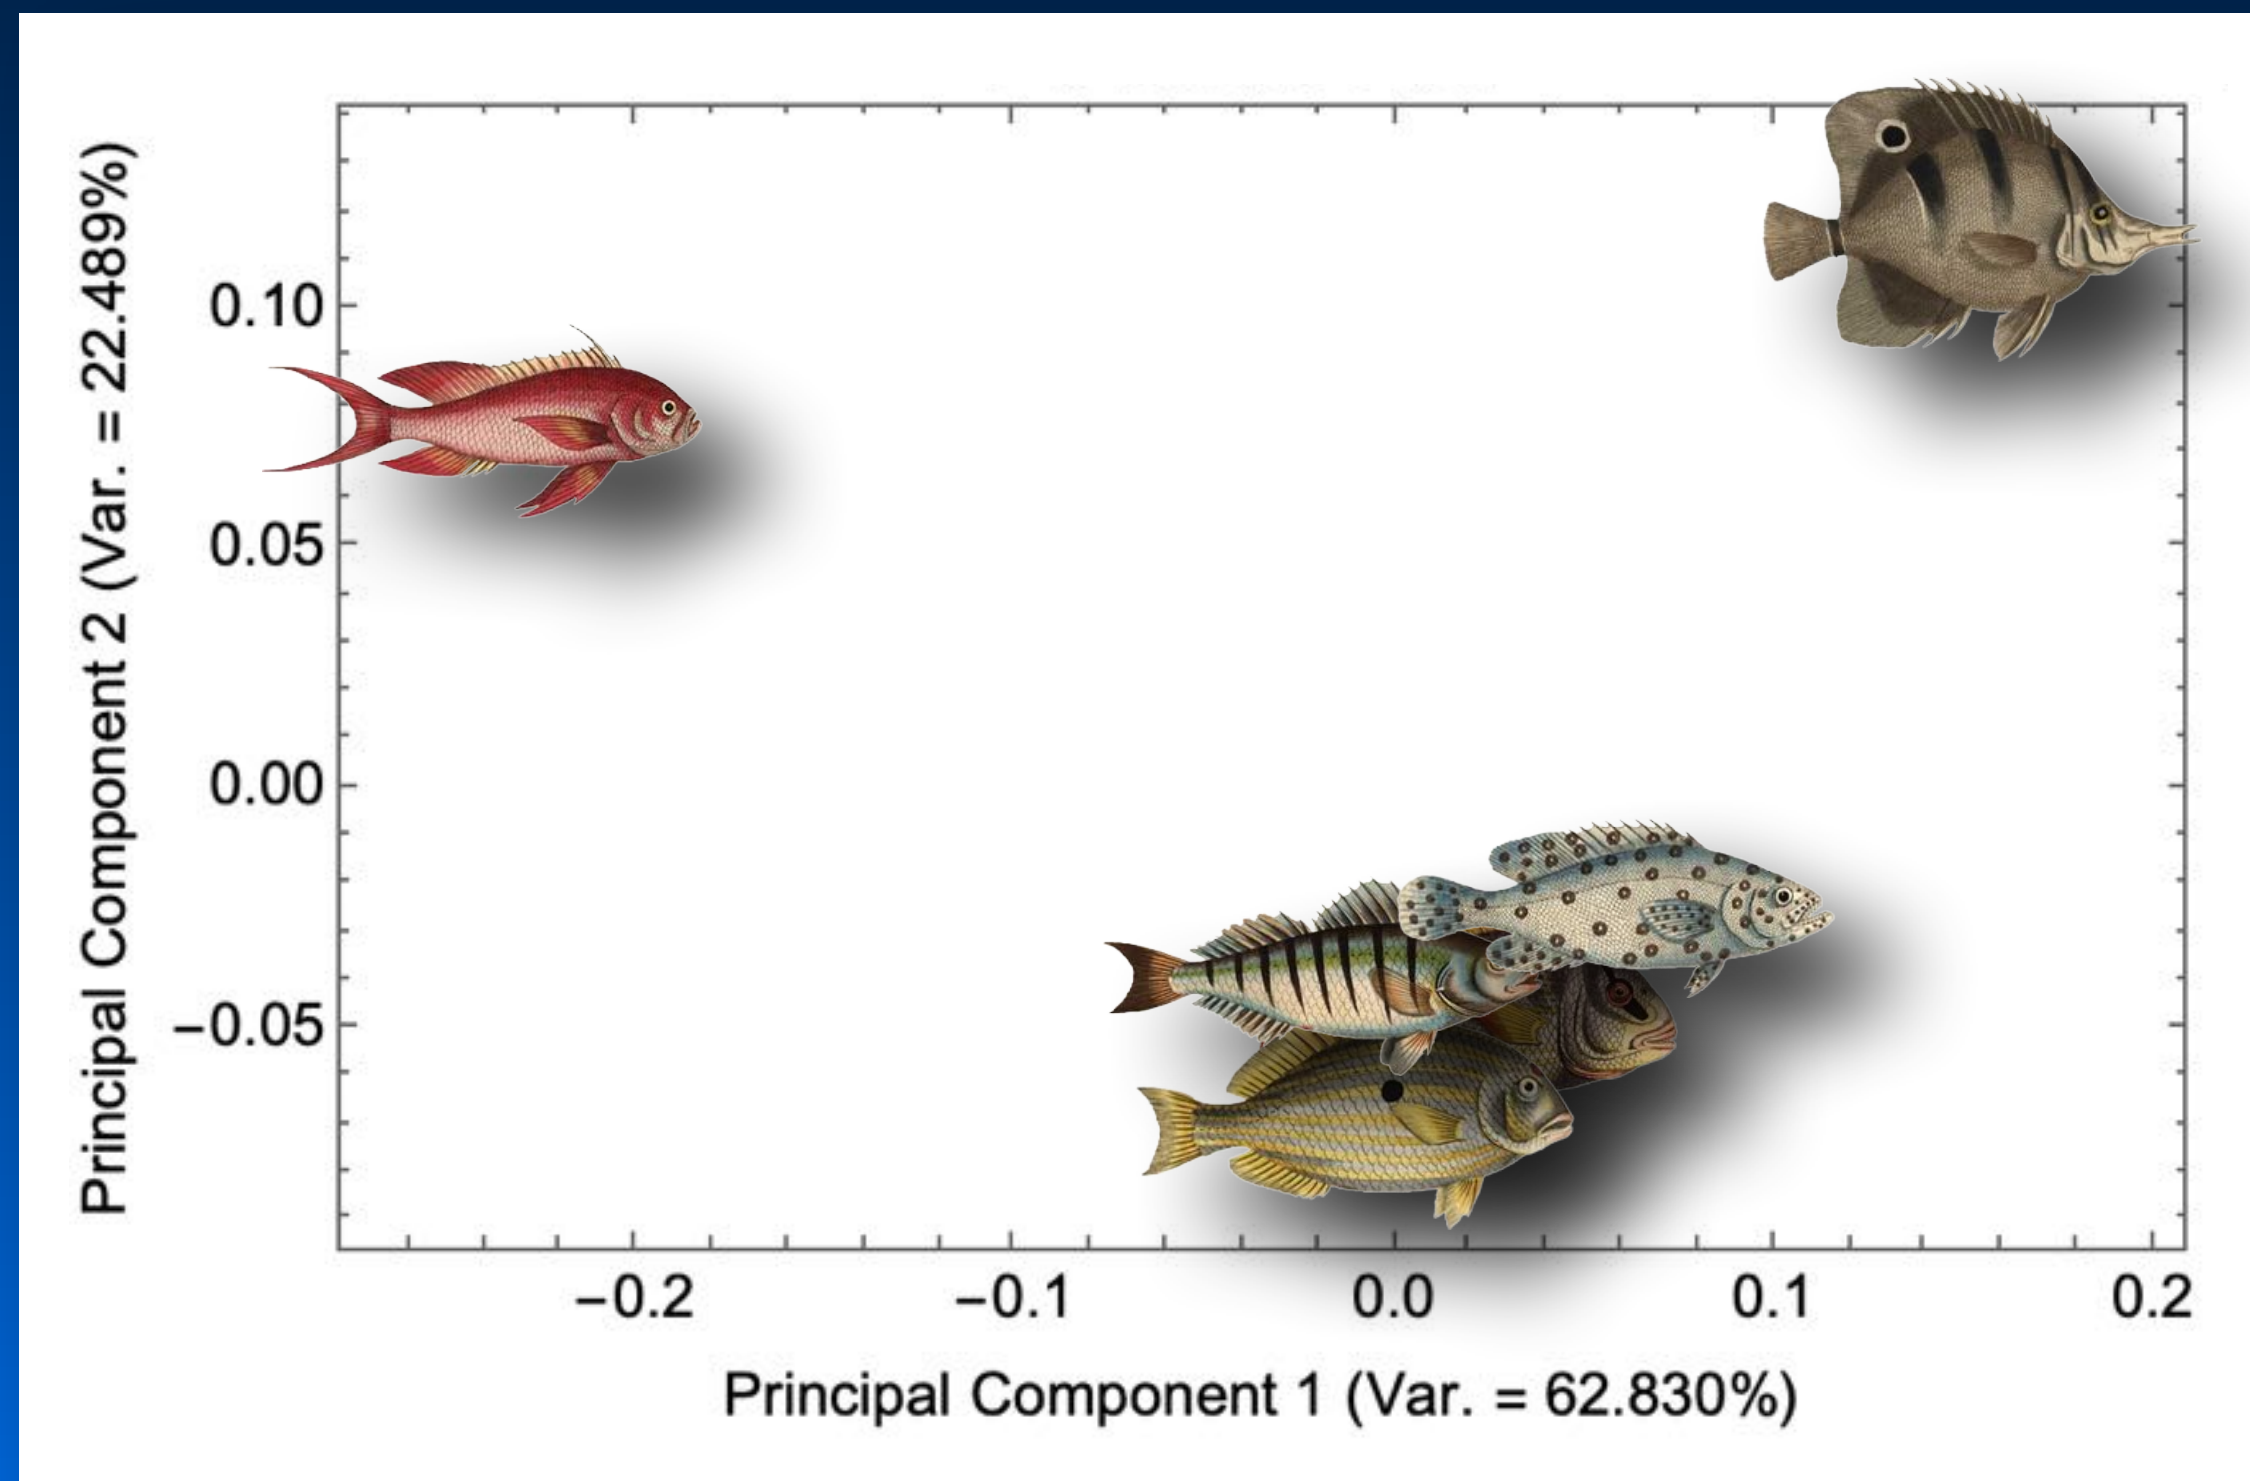 Principal Component 2 (Var. = 22.489%)
0.10
0.05
0.00
−0.05
−0.2 −0.1 0.0 0.1 0.2
Principal Component 1 (Var. = 62.830%)